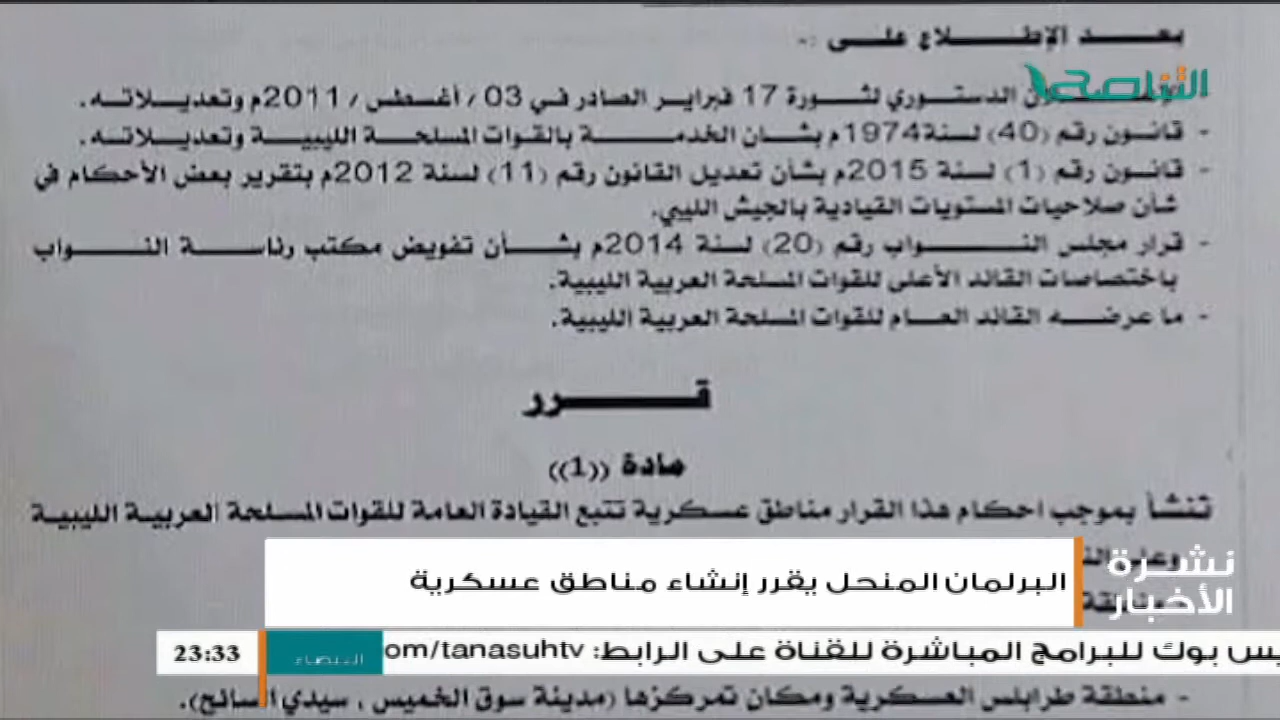 بعد الإطلاع على :-
التناصح
الدستوري لثورة 17 فبراير الصادر في 03/أغسطس/2011م وتعديلاته.
- قانون رقم (40) لسنة 1974م بشان الخدمة بالقوات المسلحة الليبية وتعديلاته.
- قانون رقم (1) لسنة 2015م بشأن تعديل القانون رقم (11) لسنة 2012م بتقرير بعض الأحكام في
شأن صلاحيات المستويات القيادية بالجيش الليبي.
- قرار مجلس النواب رقم (20) لسنة 2014م بشأن تفويض مكتب رئاسة النواب
باختصاصات القائد الأعلى للقوات المسلحة العربية الليبية.
- ما عرضه القائد العام للقوات المسلحة العربية الليبية.
قرر
مادة ((1))
تنشأ بموجب احكام هذا القرار مناطق عسكرية تتبع القيادة العامة للقوات المسلحة العربية الليبية
نشرة الأخبار
البرلمان المنحل يقرر إنشاء مناطق عسكرية
يس بوك للبرامج المباشرة للقناة على الرابط: om/tanasuhtv
البيضاء
23:33
- منطقة طرابلس العسكرية ومكان تمركزها (مدينة سوق الخميس ، سيدي السائح).